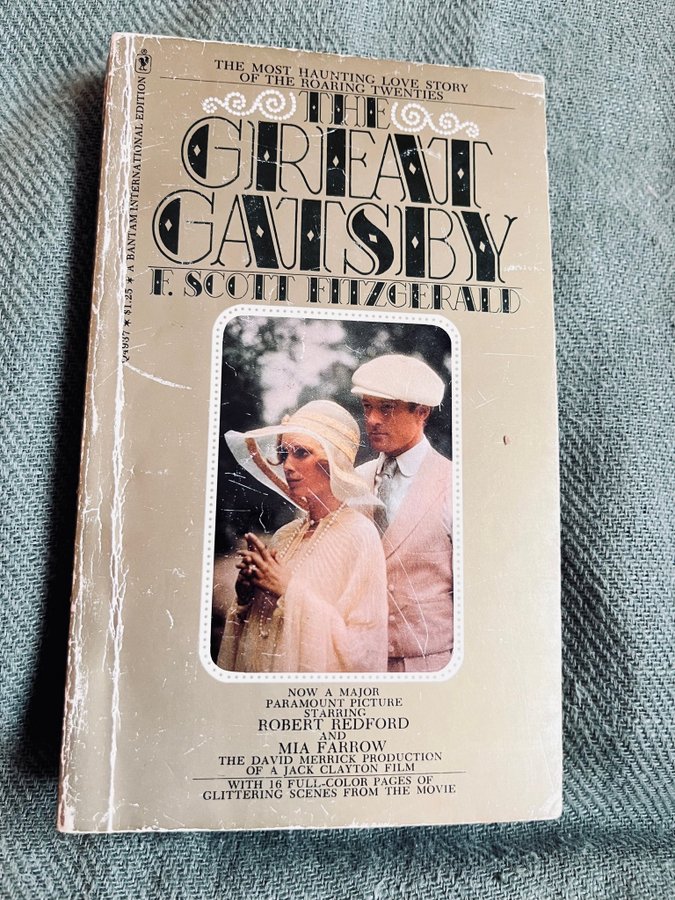 THE MOST HAUNTING LOVE STORY
OF THE ROARING TWENTIES
THE
GREAT
GATSBY
F. SCOTT FITZGERALD
Q4937 * $1.25 * A BANTAM INTERNATIONAL EDITION
NOW A MAJOR
PARAMOUNT PICTURE
STARRING
ROBERT REDFORD
AND
MIA FARROW
THE DAVID MERRICK PRODUCTION
OF A JACK CLAYTON FILM
WITH 16 FULL-COLOR PAGES OF
GLITTERING SCENES FROM THE MOVIE